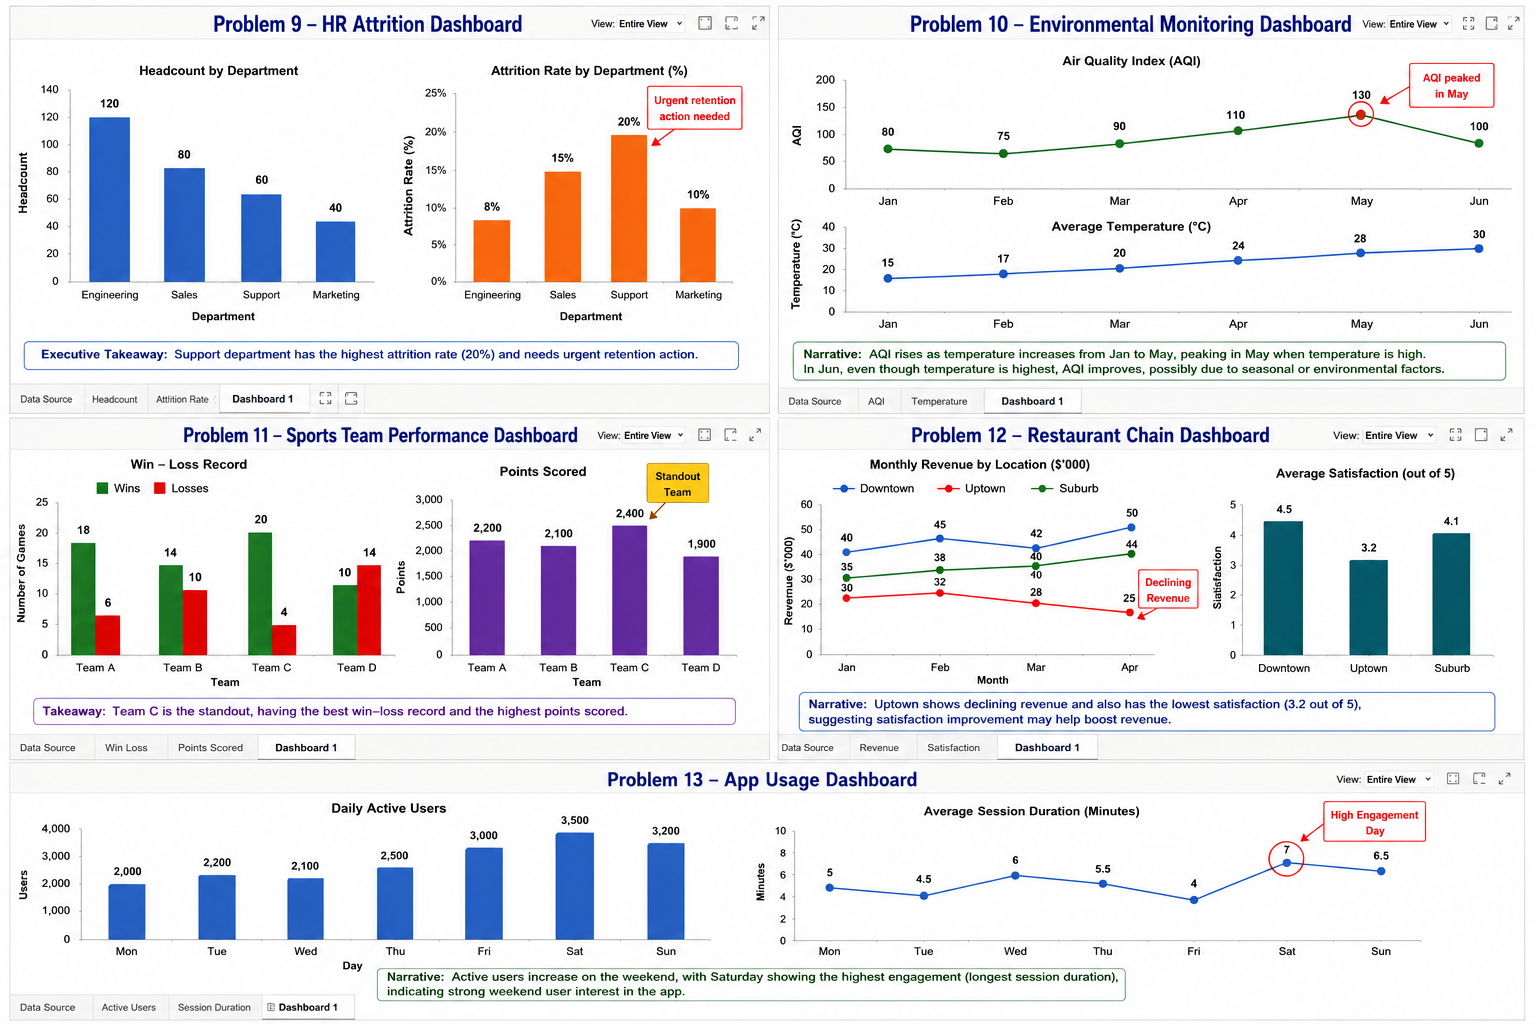 Problem 9 – HR Attrition Dashboard
View: Entire View
Headcount by Department
Headcount
140
120
100
80
60
40
20
0
120
80
60
40
Engineering Sales Support Marketing
Department
Attrition Rate by Department (%)
Urgent retention
action needed
Attrition Rate (%)
25%
20%
15%
10%
5%
0%
8%
15%
20%
10%
Engineering Sales Support Marketing
Department
Executive Takeaway: Support department has the highest attrition rate (20%) and needs urgent retention action.
Data Source Headcount Attrition Rate Dashboard 1
Problem 10 – Environmental Monitoring Dashboard
View: Entire View
Air Quality Index (AQI)
AQI peaked
in May
AQI
200
150
100
50
0
80
75
90
110
130
100
Jan Feb Mar Apr May Jun
Average Temperature (°C)
Temperature (°C)
40
30
20
10
0
15
17
20
24
28
30
Jan Feb Mar Apr May Jun
Narrative: AQI rises as temperature increases from Jan to May, peaking in May when temperature is high.
In Jun, even though temperature is highest, AQI improves, possibly due to seasonal or environmental factors.
Data Source AQI Temperature Dashboard 1
Problem 11 – Sports Team Performance Dashboard
View: Entire View
Win – Loss Record
Wins Losses
Number of Games
25
20
15
10
5
0
18
6
14
10
20
4
10
14
Team A Team B Team C Team D
Team
Points Scored
Standout
Team
Points
3,000
2,500
2,000
1,500
1,000
500
0
2,200
2,100
2,400
1,900
Team A Team B Team C Team D
Team
Takeaway: Team C is the standout, having the best win–loss record and the highest points scored.
Data Source Win Loss Points Scored Dashboard 1
Problem 12 – Restaurant Chain Dashboard
View: Entire View
Monthly Revenue by Location ($'000)
Downtown Uptown Suburb
Revemue ($'000)
60
50
40
30
20
10
0
40
45
42
50
35
38
40
44
30
32
40
28
25
Declining
Revenue
Jan Feb Mar Apr
Month
Average Satisfaction (out of 5)
Siatisfaction
5
4
3
2
1
0
4.5
3.2
4.1
Downtown Uptown Suburb
Narrative: Uptown shows declining revenue and also has the lowest satisfaction (3.2 out of 5),
suggesting satisfaction improvement may help boost revenue.
Data Source Revenue Satisfaction Dashboard 1
Problem 13 – App Usage Dashboard
View: Entire View
Daily Active Users
Users
4,000
3,000
2,000
1,000
0
2,000
2,200
2,100
2,500
3,000
3,500
3,200
Mon Tue Wed Thu Fri Sat Sun
Day
Average Session Duration (Minutes)
High Engagement
Day
Minutes
10
8
6
4
2
0
5
4.5
6
5.5
4
7
6.5
Mon Tue Wed Thu Fri Sat Sun
Narrative: Active users increase on the weekend, with Saturday showing the highest engagement (longest session duration),
indicating strong weekend user interest in the app.
Data Source Active Users Session Duration Dashboard 1